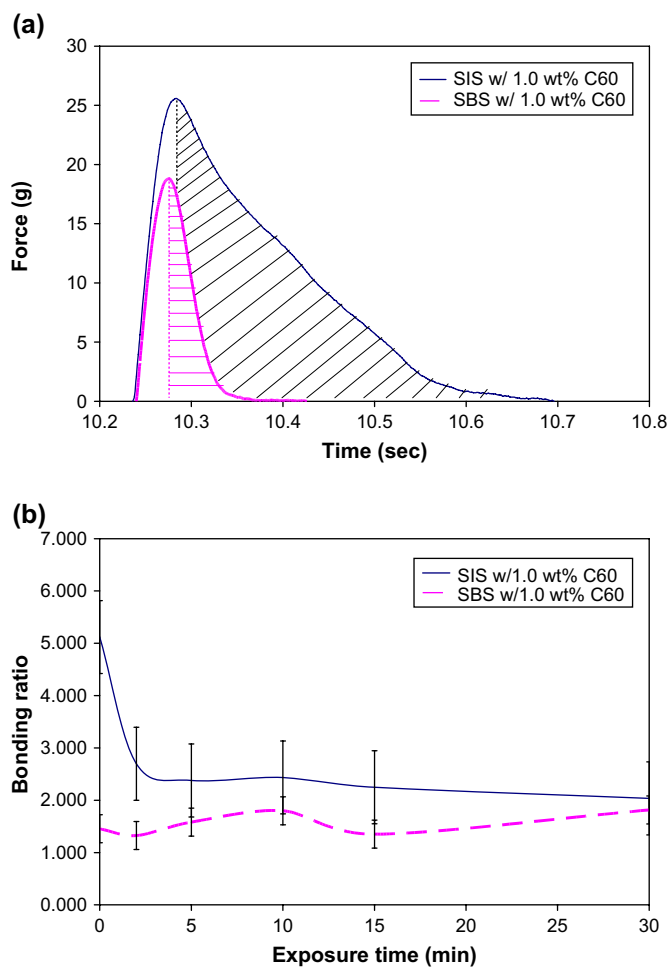 (a)
30
25
20
15
10
5
0
Force (g)
SIS w/ 1.0 wt% C60
SBS w/ 1.0 wt% C60
10.2 10.3 10.4 10.5 10.6 10.7 10.8
Time (sec)
(b)
7.000
6.000
5.000
4.000
3.000
2.000
1.000
0.000
Bonding ratio
SIS w/1.0 wt% C60
SBS w/1.0 wt% C60
0 5 10 15 20 25 30
Exposure time (min)